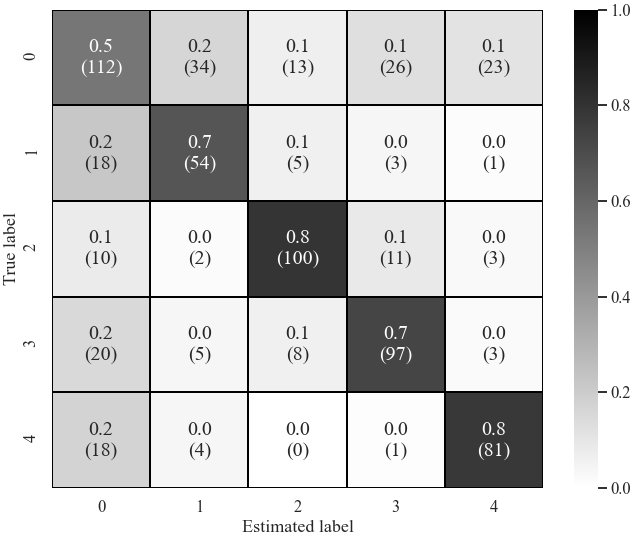 0.5 0.2 0.1 0.1 0.1
0 (112) (34) (13) (26) (23)
0.2 0.7 0.1 0.0 0.0
1 (18) (54) (5) (3) (1)
0.1 0.0 0.8 0.1 0.0
2 (10) (2) (100) (11) (3)
0.2 0.0 0.1 0.7 0.0
3 (20) (5) (8) (97) (3)
0.2 0.0 0.0 0.0 0.8
4 (18) (4) (0) (1) (81)
True label
0 1 2 3 4
Estimated label
1.0
0.8
0.6
0.4
0.2
0.0